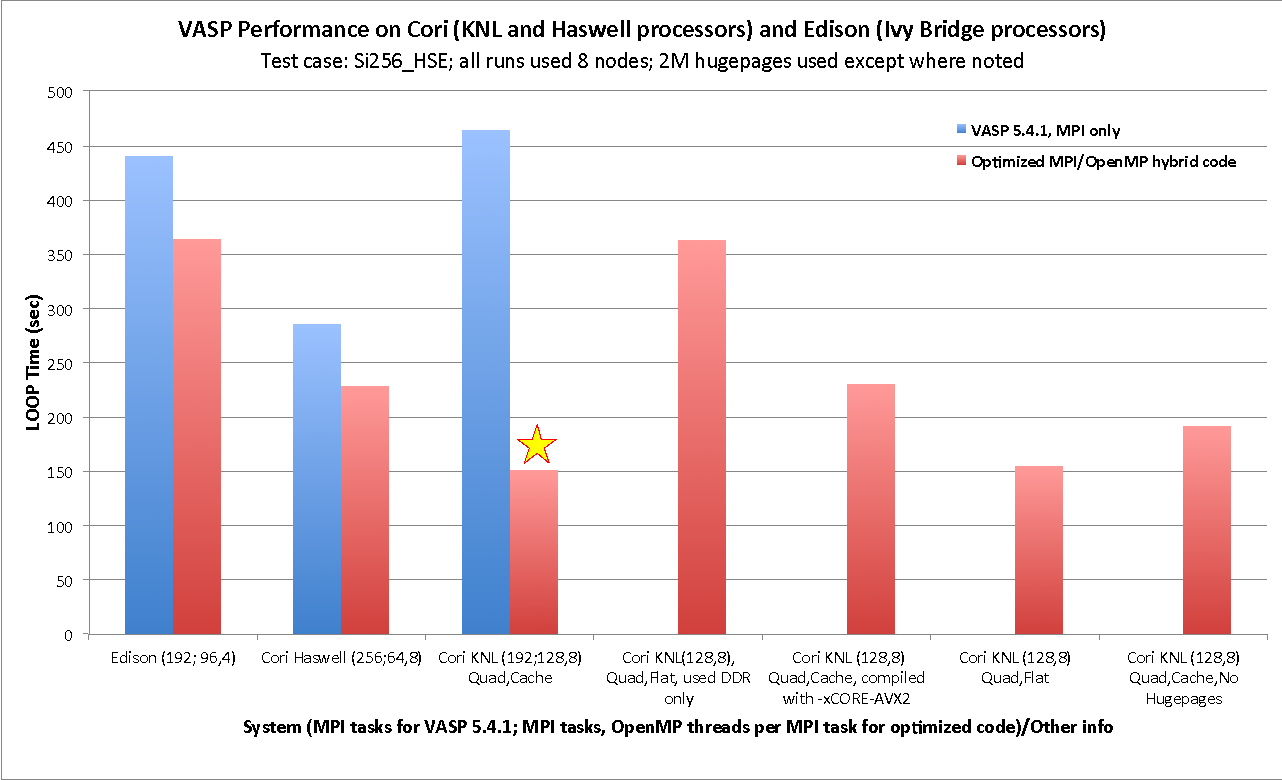 VASP Performance on Cori (KNL and Haswell processors) and Edison (Ivy Bridge processors)
Test case: Si256_HSE; all runs used 8 nodes; 2M hugepages used except where noted
VASP 5.4.1, MPI only
Optimized MPI/OpenMP hybrid code
LOOP Time (sec)
500
450
400
350
300
250
200
150
100
50
0
Edison (192; 96,4)
Cori Haswell (256;64,8)
Cori KNL (192;128,8)
Quad,Cache
Cori KNL(128,8),
Quad,Flat, used DDR
only
Cori KNL (128,8)
Quad,Cache, compiled
with -xCORE-AVX2
Cori KNL (128,8)
Quad,Flat
Cori KNL (128,8)
Quad,Cache,No
Hugepages
System (MPI tasks for VASP 5.4.1; MPI tasks, OpenMP threads per MPI task for optimized code)/Other info